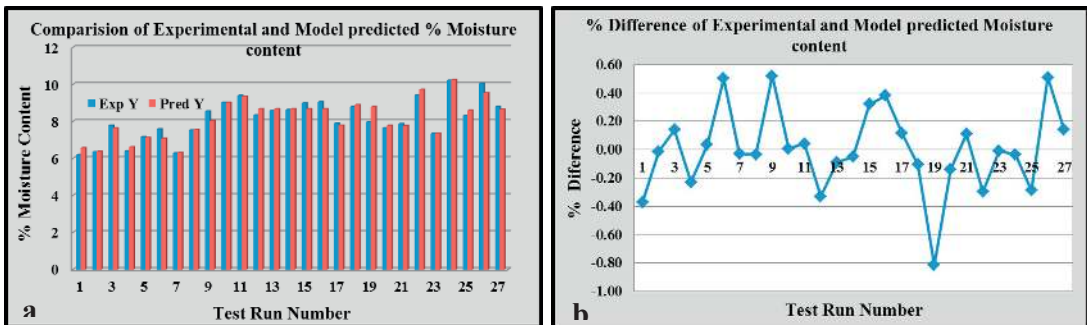 Comparision of Experimental and Model predicted % Moisture
content
12
10
8
6
4
2
0
% Moisture Content
Exp Y Pred Y
1 3 5 7 9 11 13 15 17 19 21 23 25 27
Test Run Number
a
% Difference of Experimental and Model predicted Moisture
content
0.60
0.40
0.20
0.00
-0.20
-0.40
-0.60
-0.80
-1.00
% Difference
1 3 5 7 9 11 13 15 17 19 21 23 25 27
Test Run Number
b